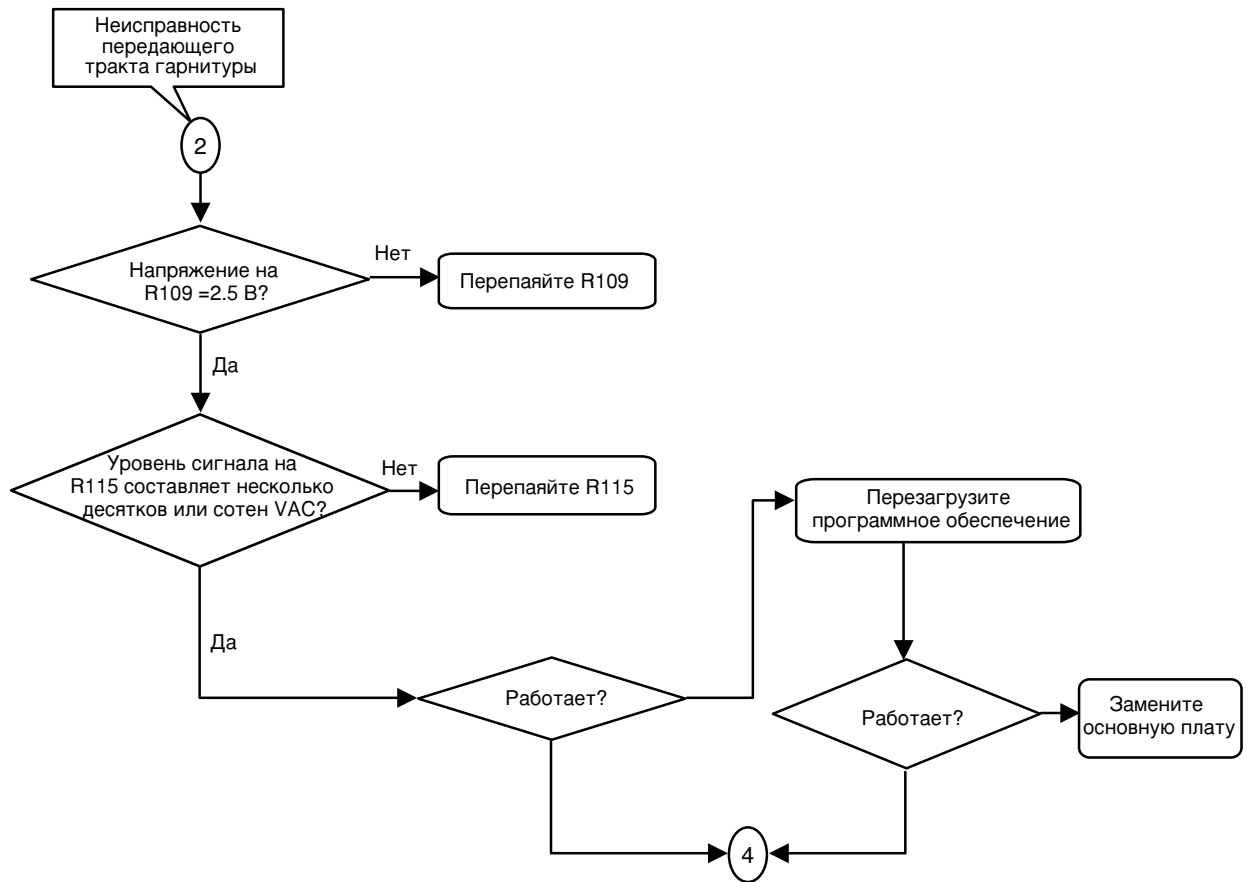 Неисправность
передающего
тракта гарнитуры
2
Напряжение на
R109 =2.5 В?
Нет
Перепаяйте R109
Да
Уровень сигнала на
R115 составляет несколько
десятков или сотен VAC?
Нет
Перепаяйте R115
Перезагрузите
программное обеспечение
Да
Работает?
Работает?
Замените
основную плату
4